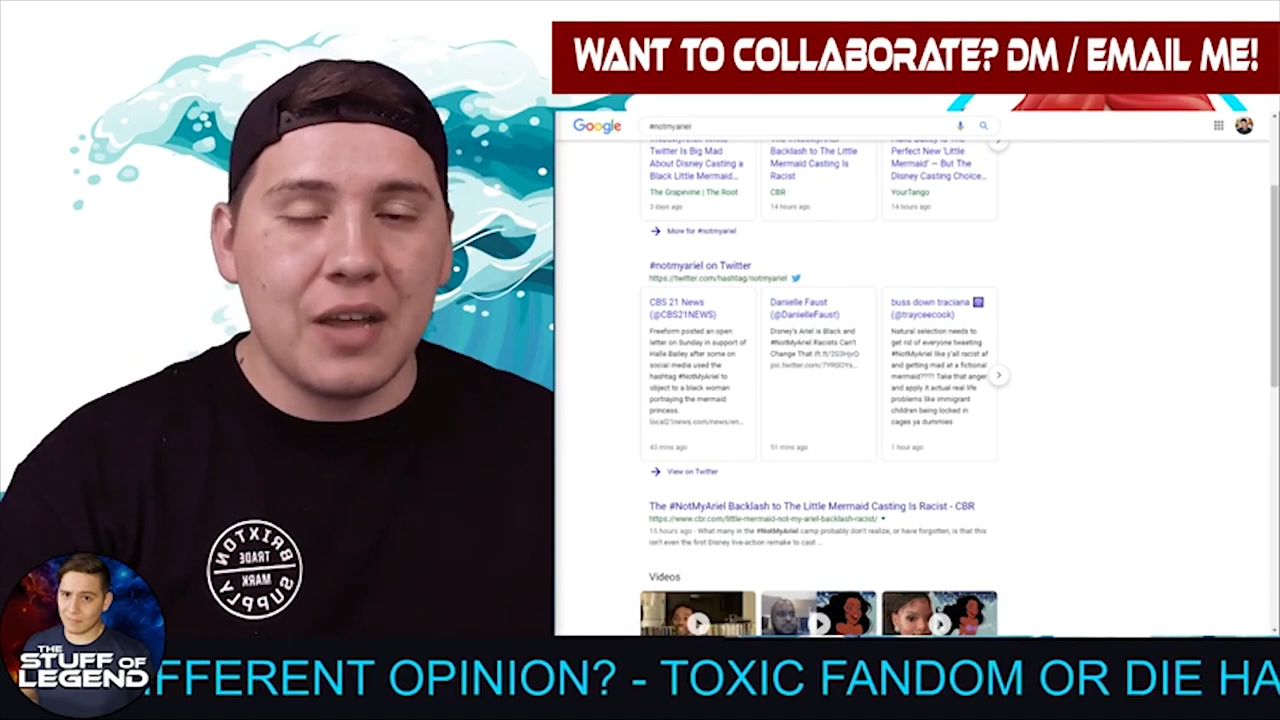 WANT TO COLLABORATE? DM / EMAIL ME!
Google
#notmyariel
Twitter Is Big Mad
About Disney Casting a
Black Little Mermaid...
The Grapevine | The Root
3 days ago
Backlash to The Little
Mermaid Casting Is
Racist
CBR
14 hours ago
Perfect New 'Little
Mermaid' – But The
Disney Casting Choice...
YourTango
14 hours ago
More for #notmyariel
#notmyariel on Twitter
https://twitter.com/hashtag/notmyariel
CBS 21 News
(@CBS21NEWS)
Freeform posted an open
letter on Sunday in support of
Halle Bailey after some on
social media used the
hashtag #NotMyAriel to
object to a black woman
portraying the mermaid
princess.
local21news.com/news/en...
43 mins ago
Danielle Faust
(@DanielleFaust)
Disney's Ariel is Black and
#NotMyAriel Racists Can't
Change That
51 mins ago
buss down traciana
(@trayceecook)
Natural selection needs to
get rid of everyone tweeting
#NotMyAriel like y'all racist af
and getting mad at a fictional
mermaid???? Take that anger
and apply it actual real life
problems like immigrant
children being locked in
cages ya dummies
1 hour ago
View on Twitter
The #NotMyAriel Backlash to The Little Mermaid Casting Is Racist - CBR
https://www.cbr.com/little-mermaid-not-my-ariel-backlash-racist/
15 hours ago - What many in the #NotMyAriel camp probably don't realize, or have forgotten, is that this
isn't even the first Disney live-action remake to cast ...
Videos
BRIXTON
TRADE
MARK
SUPPLY
THE
STUFF OF
LEGEND
IFFERENT OPINION? - TOXIC FANDOM OR DIE HA